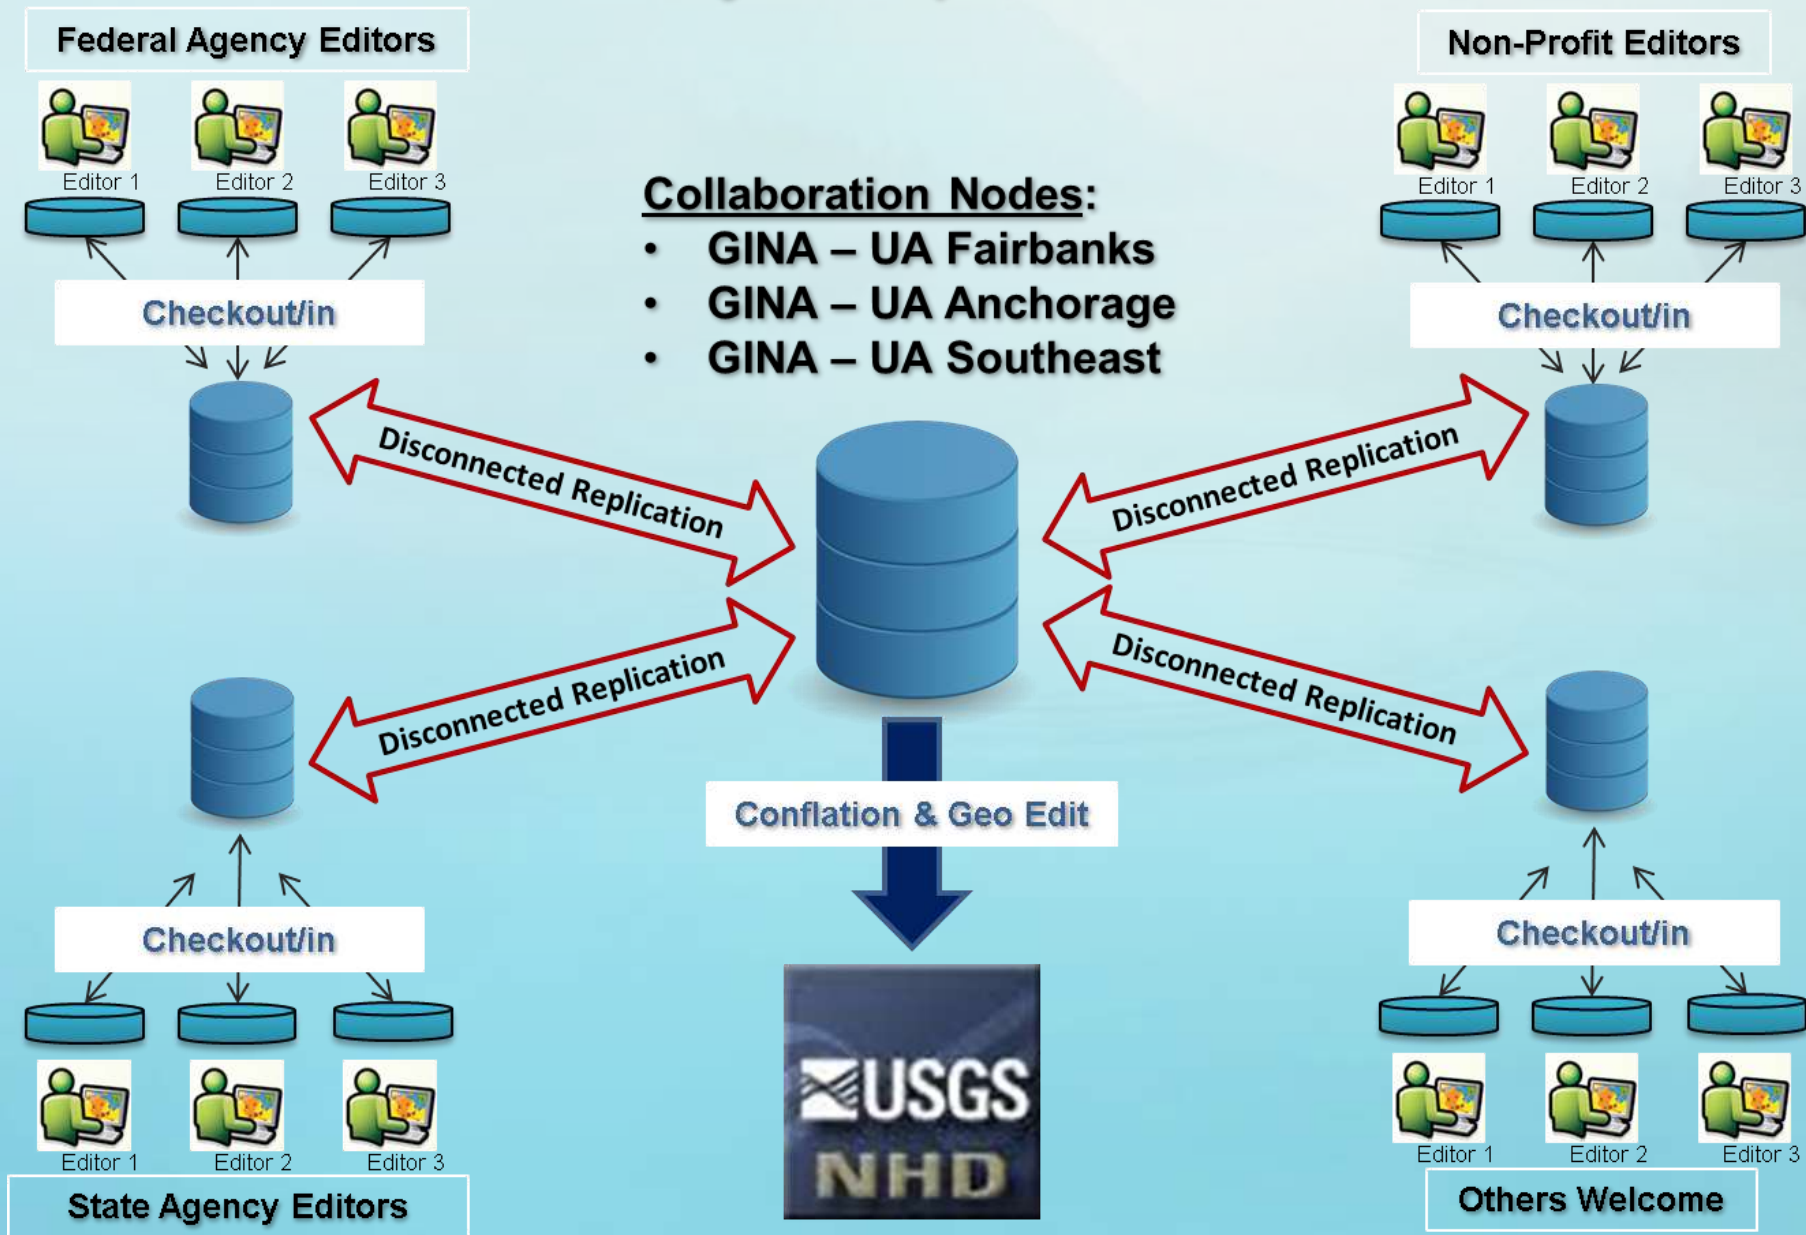 Federal Agency Editors
Editor 1
Editor 2
Editor 3
Checkout/in
Non-Profit Editors
Editor 1
Editor 2
Editor 3
Checkout/in
Collaboration Nodes:
• GINA – UA Fairbanks
• GINA – UA Anchorage
• GINA – UA Southeast
Disconnected Replication
Disconnected Replication
Disconnected Replication
Disconnected Replication
Conflation & Geo Edit
USGS
NHD
Checkout/in
Editor 1
Editor 2
Editor 3
State Agency Editors
Checkout/in
Editor 1
Editor 2
Editor 3
Others Welcome